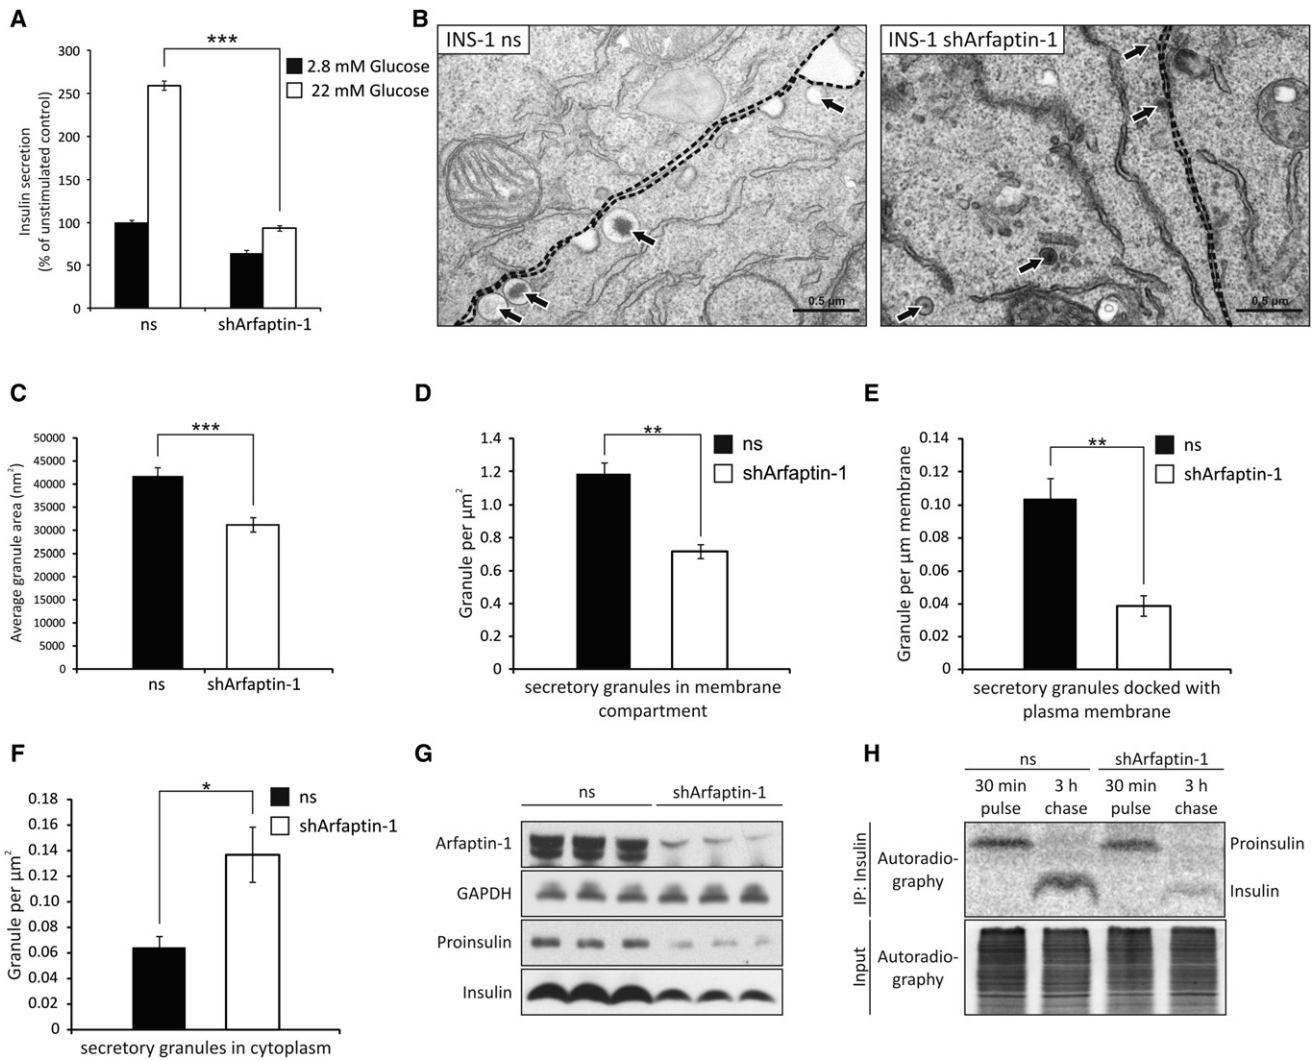 A
***
2.8 mM Glucose
22 mM Glucose
Insulin secretion
(% of unstimulated control)
300
250
200
150
100
50
0
ns
shArfaptin-1
B
INS-1 ns
0.5 µm
INS-1 shArfaptin-1
0.5 µm
C
***
Average granule area (nm²)
50000
45000
40000
35000
30000
25000
20000
15000
10000
5000
0
ns
shArfaptin-1
D
**
ns
shArfaptin-1
Granule per µm²
1.4
1.2
1.0
0.8
0.6
0.4
0.2
0
secretory granules in membrane
compartment
E
**
ns
shArfaptin-1
Granule per µm membrane
0.14
0.12
0.10
0.08
0.06
0.04
0.02
0
secretory granules docked with
plasma membrane
F
*
ns
shArfaptin-1
Granule per µm²
0.18
0.16
0.14
0.12
0.10
0.08
0.06
0.04
0.02
0
secretory granules in cytoplasm
G
ns
shArfaptin-1
Arfaptin-1
GAPDH
Proinsulin
Insulin
H
ns
shArfaptin-1
30 min
pulse
3 h
chase
30 min
pulse
3 h
chase
IP: Insulin
Autoradio-
graphy
Proinsulin
Insulin
Input
Autoradio-
graphy